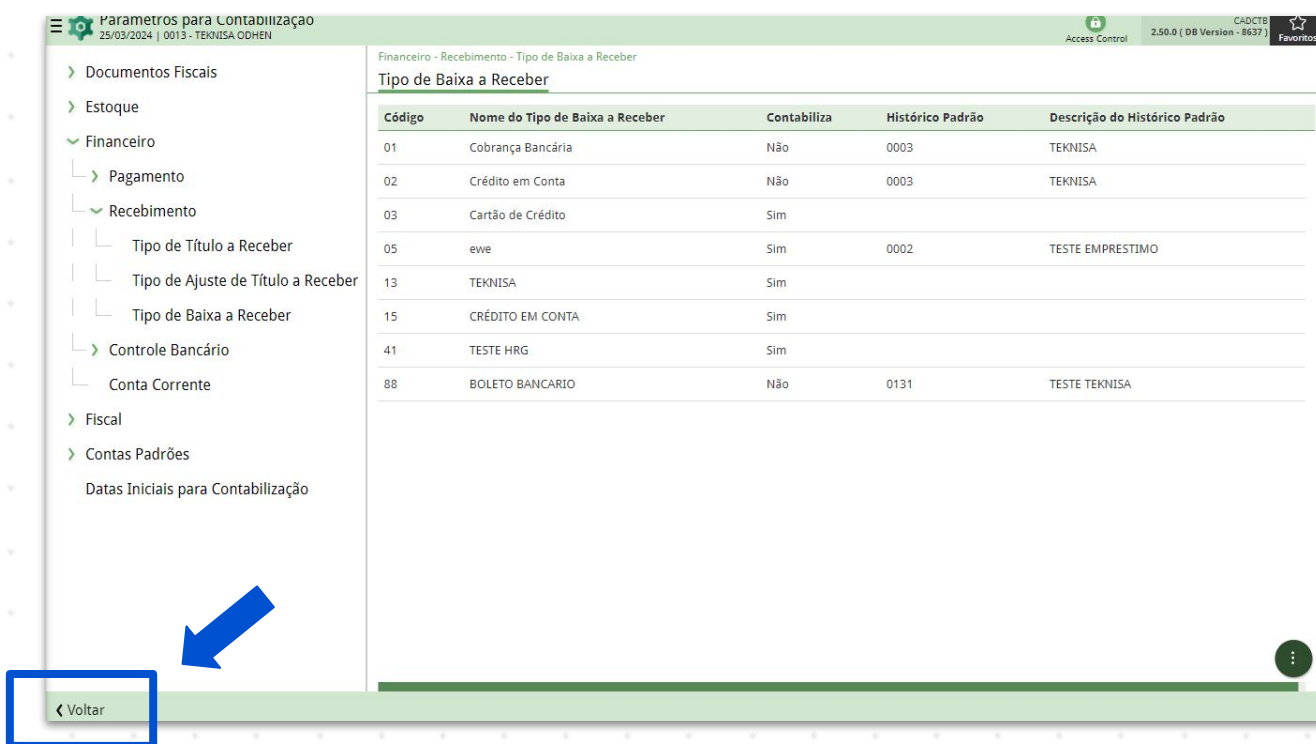 Parâmetros para Contabilização
25/03/2024 | 0013 - TEKNISA ODHEN
Access Control
CADCTB
2.50.0 ( DB Version - 8637 )
Favoritos
Documentos Fiscais
Estoque
Financeiro
Pagamento
Recebimento
Tipo de Título a Receber
Tipo de Ajuste de Título a Receber
Tipo de Baixa a Receber
Controle Bancário
Conta Corrente
Fiscal
Contas Padrões
Datas Iniciais para Contabilização
Financeiro - Recebimento - Tipo de Baixa a Receber
Tipo de Baixa a Receber
Código Nome do Tipo de Baixa a Receber Contabiliza Histórico Padrão Descrição do Histórico Padrão
01 Cobrança Bancária Não 0003 TEKNISA
02 Crédito em Conta Não 0003 TEKNISA
03 Cartão de Crédito Sim
05 ewe Sim 0002 TESTE EMPRESTIMO
13 TEKNISA Sim
15 CRÉDITO EM CONTA Sim
41 TESTE HRG Sim
88 BOLETO BANCARIO Não 0131 TESTE TEKNISA
Voltar